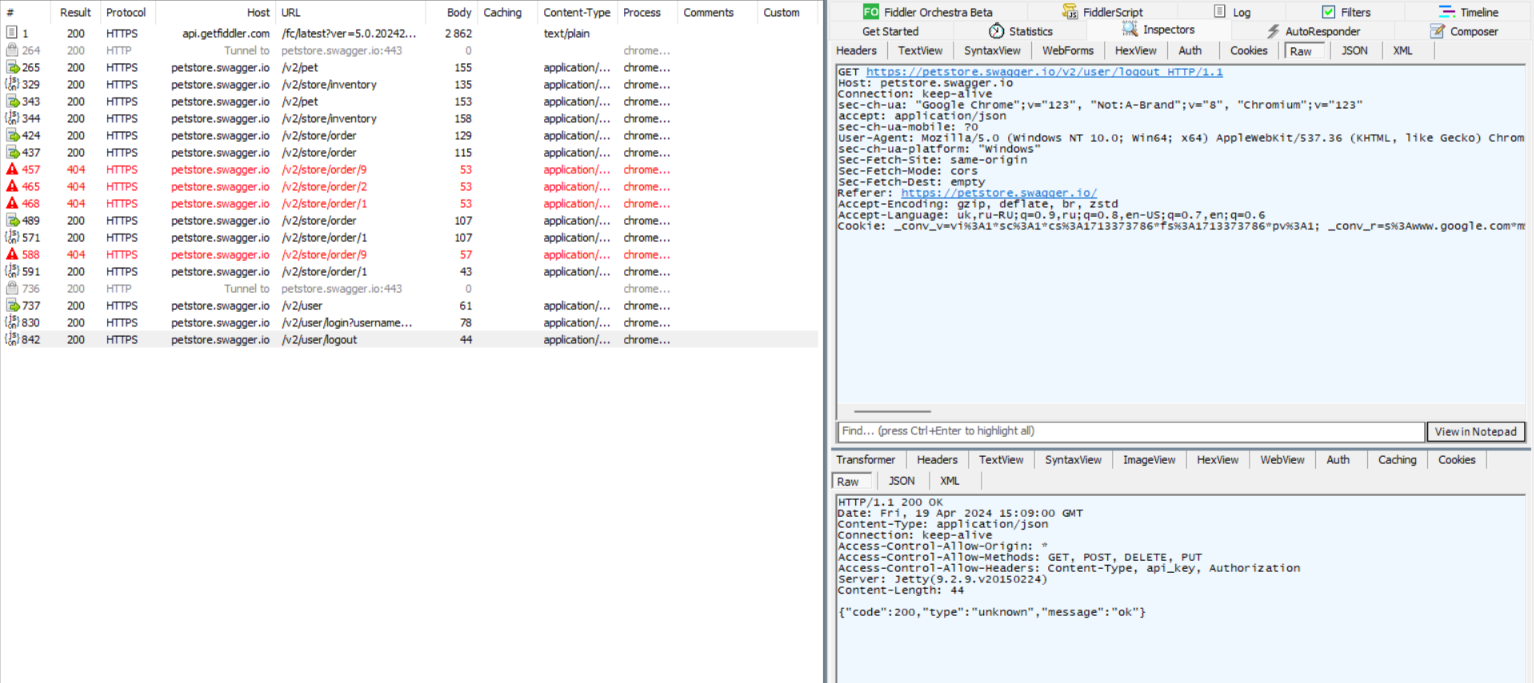 # Result Protocol Host URL Body Caching Content-Type Process Comments Custom
1 200 HTTPS api.getfiddler.com /fc/latest?ver=5.0.20242... 2 862 text/plain
264 200 HTTP Tunnel to petstore.swagger.io:443 0 chrome...
265 200 HTTPS petstore.swagger.io /v2/pet 155 application/... chrome...
329 200 HTTPS petstore.swagger.io /v2/store/inventory 135 application/... chrome...
343 200 HTTPS petstore.swagger.io /v2/pet 153 application/... chrome...
344 200 HTTPS petstore.swagger.io /v2/store/inventory 158 application/... chrome...
424 200 HTTPS petstore.swagger.io /v2/store/order 129 application/... chrome...
437 200 HTTPS petstore.swagger.io /v2/store/order 115 application/... chrome...
457 404 HTTPS petstore.swagger.io /v2/store/order/9 53 application/... chrome...
465 404 HTTPS petstore.swagger.io /v2/store/order/2 53 application/... chrome...
468 404 HTTPS petstore.swagger.io /v2/store/order/1 53 application/... chrome...
489 200 HTTPS petstore.swagger.io /v2/store/order 107 application/... chrome...
571 200 HTTPS petstore.swagger.io /v2/store/order/1 107 application/... chrome...
588 404 HTTPS petstore.swagger.io /v2/store/order/9 57 application/... chrome...
591 200 HTTPS petstore.swagger.io /v2/store/order/1 43 application/... chrome...
736 200 HTTP Tunnel to petstore.swagger.io:443 0 chrome...
737 200 HTTPS petstore.swagger.io /v2/user 61 application/... chrome...
830 200 HTTPS petstore.swagger.io /v2/user/login?username... 78 application/... chrome...
842 200 HTTPS petstore.swagger.io /v2/user/logout 44 application/... chrome...
FO Fiddler Orchestra Beta FiddlerScript Log Filters Timeline
Get Started Statistics Inspectors AutoResponder Composer
Headers TextView SyntaxView WebForms HexView Auth Cookies Raw JSON XML
GET https://petstore.swagger.io/v2/user/logout HTTP/1.1
Host: petstore.swagger.io
Connection: keep-alive
sec-ch-ua: "Google Chrome";v="123", "Not:A-Brand";v="8", "Chromium";v="123"
accept: application/json
sec-ch-ua-mobile: ?0
User-Agent: Mozilla/5.0 (Windows NT 10.0; Win64; x64) AppleWebKit/537.36 (KHTML, like Gecko) Chrom
sec-ch-ua-platform: "Windows"
Sec-Fetch-Site: same-origin
Sec-Fetch-Mode: cors
Sec-Fetch-Dest: empty
Referer: https://petstore.swagger.io/
Accept-Encoding: gzip, deflate, br, zstd
Accept-Language: uk,ru-RU;q=0.9,ru;q=0.8,en-US;q=0.7,en;q=0.6
Cookie: _conv_v=vi%3A1*sc%3A1*cs%3A1713373786*fs%3A1713373786*pv%3A1; _conv_r=s%3Awww.google.com*m
Find... (press Ctrl+Enter to highlight all) View in Notepad
Transformer Headers TextView SyntaxView ImageView HexView WebView Auth Caching Cookies
Raw JSON XML
HTTP/1.1 200 OK
Date: Fri, 19 Apr 2024 15:09:00 GMT
Content-Type: application/json
Connection: keep-alive
Access-Control-Allow-Origin: *
Access-Control-Allow-Methods: GET, POST, DELETE, PUT
Access-Control-Allow-Headers: Content-Type, api_key, Authorization
Server: Jetty(9.2.9.v20150224)
Content-Length: 44
{"code":200,"type":"unknown","message":"ok"}